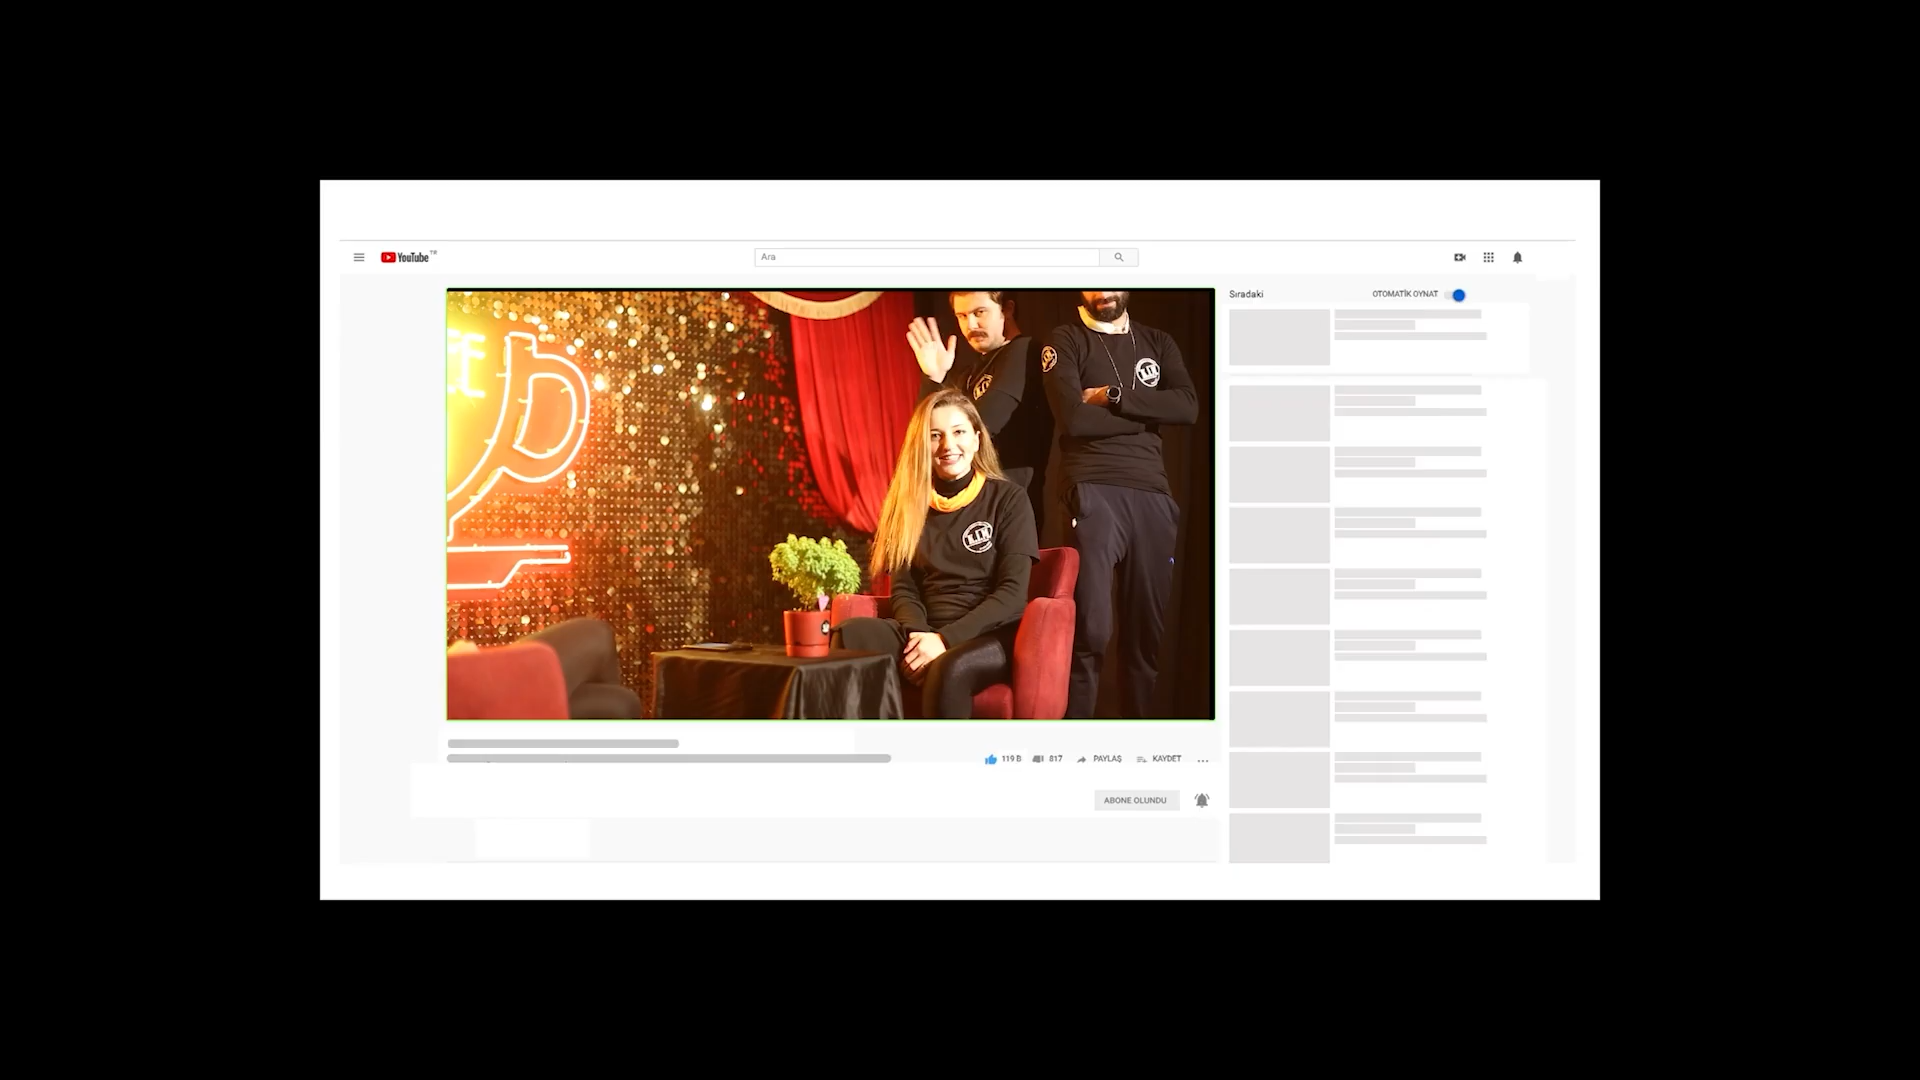 YouTube TR
Ara
Sıradaki
OTOMATİK OYNAT
119 B
817
PAYLAŞ
KAYDET
ABONE OLUNDU